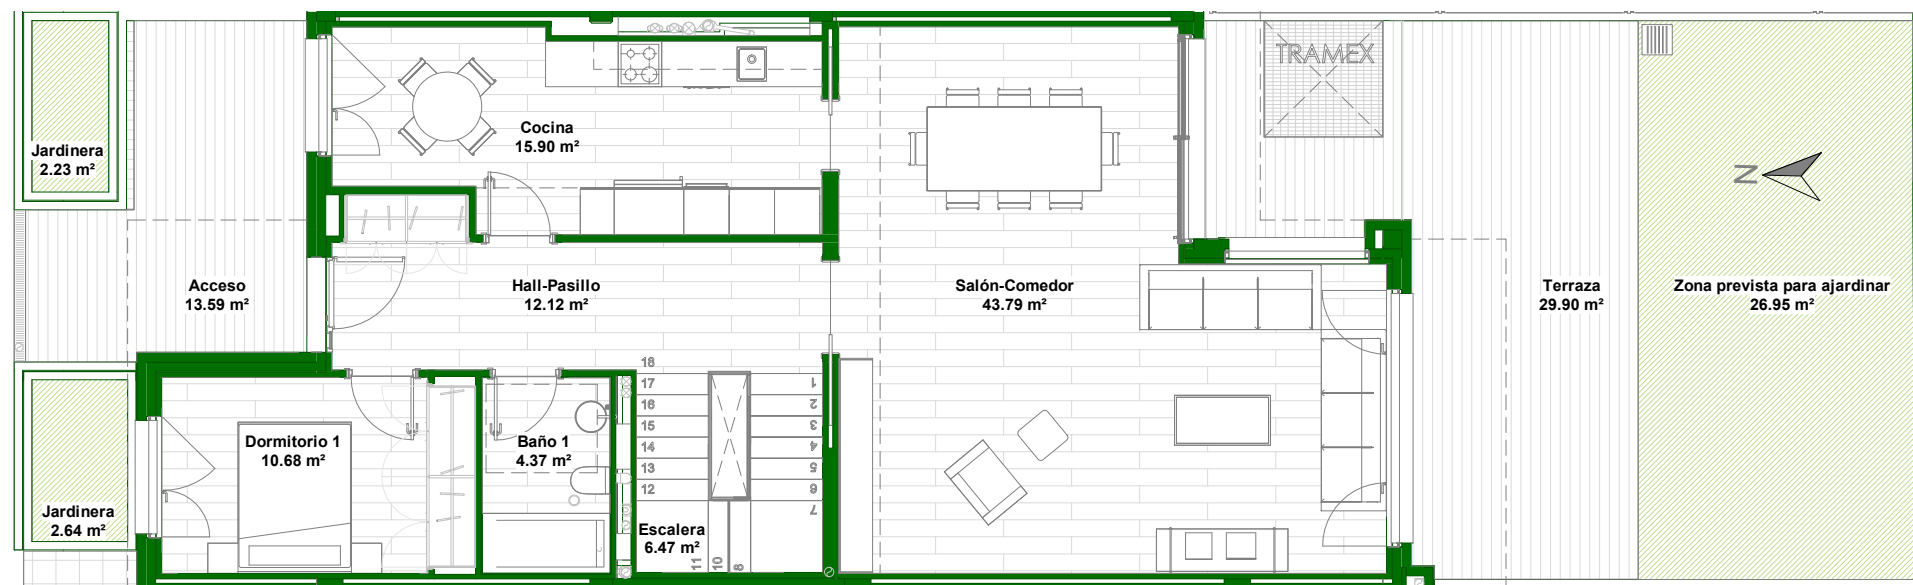 TRAMEX
Cocina
15.90 m²
Jardinera
2.23 m²
N
Acceso
13.59 m²
Hall-Pasillo
12.12 m²
Salón-Comedor
43.79 m²
Terraza
29.90 m²
Zona prevista para ajardinar
26.95 m²
18
17
16
15
14
13
12
11
10
8
1
2
3
4
5
6
7
Dormitorio 1
10.68 m²
Baño 1
4.37 m²
Jardinera
2.64 m²
Escalera
6.47 m²